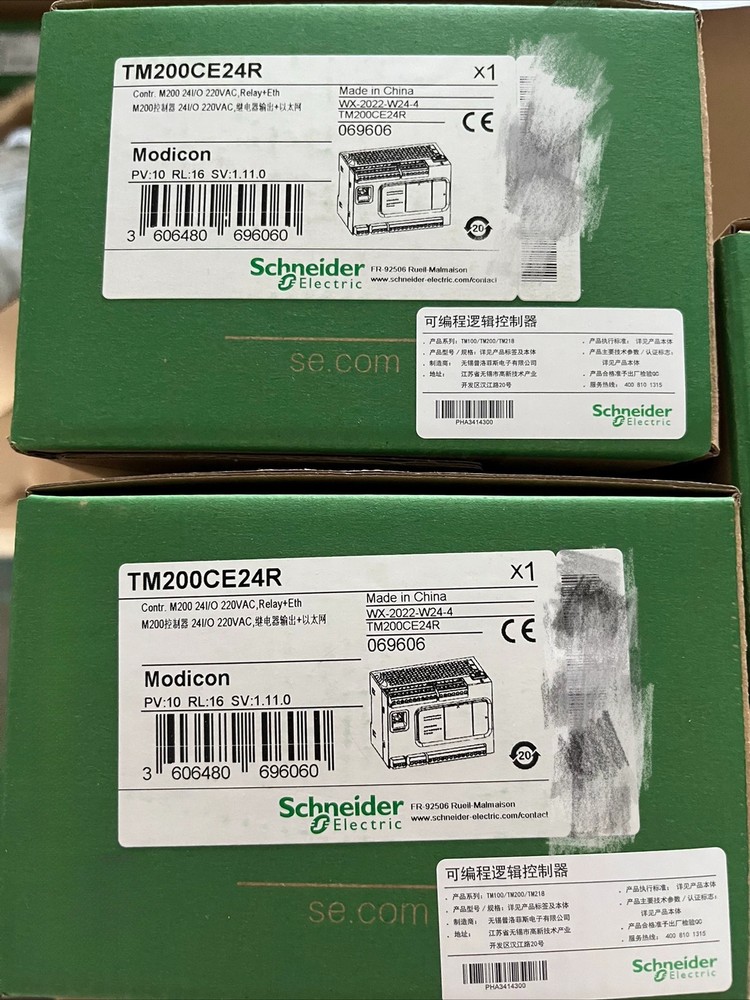 TM200CE24R
X1
Contr. M200 24I/O 220VAC,Relay+Eth
M200控制器 24I/O 220VAC,继电器输出+以太网
Made in China
WX-2022-W24-4
TM200CE24R
069606
CE
Modicon
PV:10 RL:16 SV:1.11.0
3 606480 696060
20
Schneider
Electric
FR-92506 Rueil-Malmaison
www.schneider-electric.com/contact
se.com
可编程逻辑控制器
. 产品系列: TM100/TM200/TM218
. 产品型号 / 规格: 详见产品标签及本体
. 制造商: 无锡普洛菲斯电子有限公司
. 地址: 江苏省无锡市高新技术产业
开发区汉江路20号
. 产品执行标准: 详见产品本体
. 产品主要技术参数 / 认证标志:
详见产品本体
. 产品合格准予出厂检验QC
. 服务热线: 400 810 1315
PHA3414300
Schneider
Electric
TM200CE24R
X1
Contr. M200 24I/O 220VAC,Relay+Eth
M200控制器 24I/O 220VAC,继电器输出+以太网
Made in China
WX-2022-W24-4
TM200CE24R
069606
CE
Modicon
PV:10 RL:16 SV:1.11.0
3 606480 696060
20
Schneider
Electric
FR-92506 Rueil-Malmaison
www.schneider-electric.com/contact
se.com
可编程逻辑控制器
. 产品系列: TM100/TM200/TM218
. 产品型号 / 规格: 详见产品标签及本体
. 制造商: 无锡普洛菲斯电子有限公司
. 地址: 江苏省无锡市高新技术产业
开发区汉江路20号
. 产品执行标准: 详见产品本体
. 产品主要技术参数 / 认证标志:
详见产品本体
. 产品合格准予出厂检验QC
. 服务热线: 400 810 1315
PHA3414300
Schneider
Electric